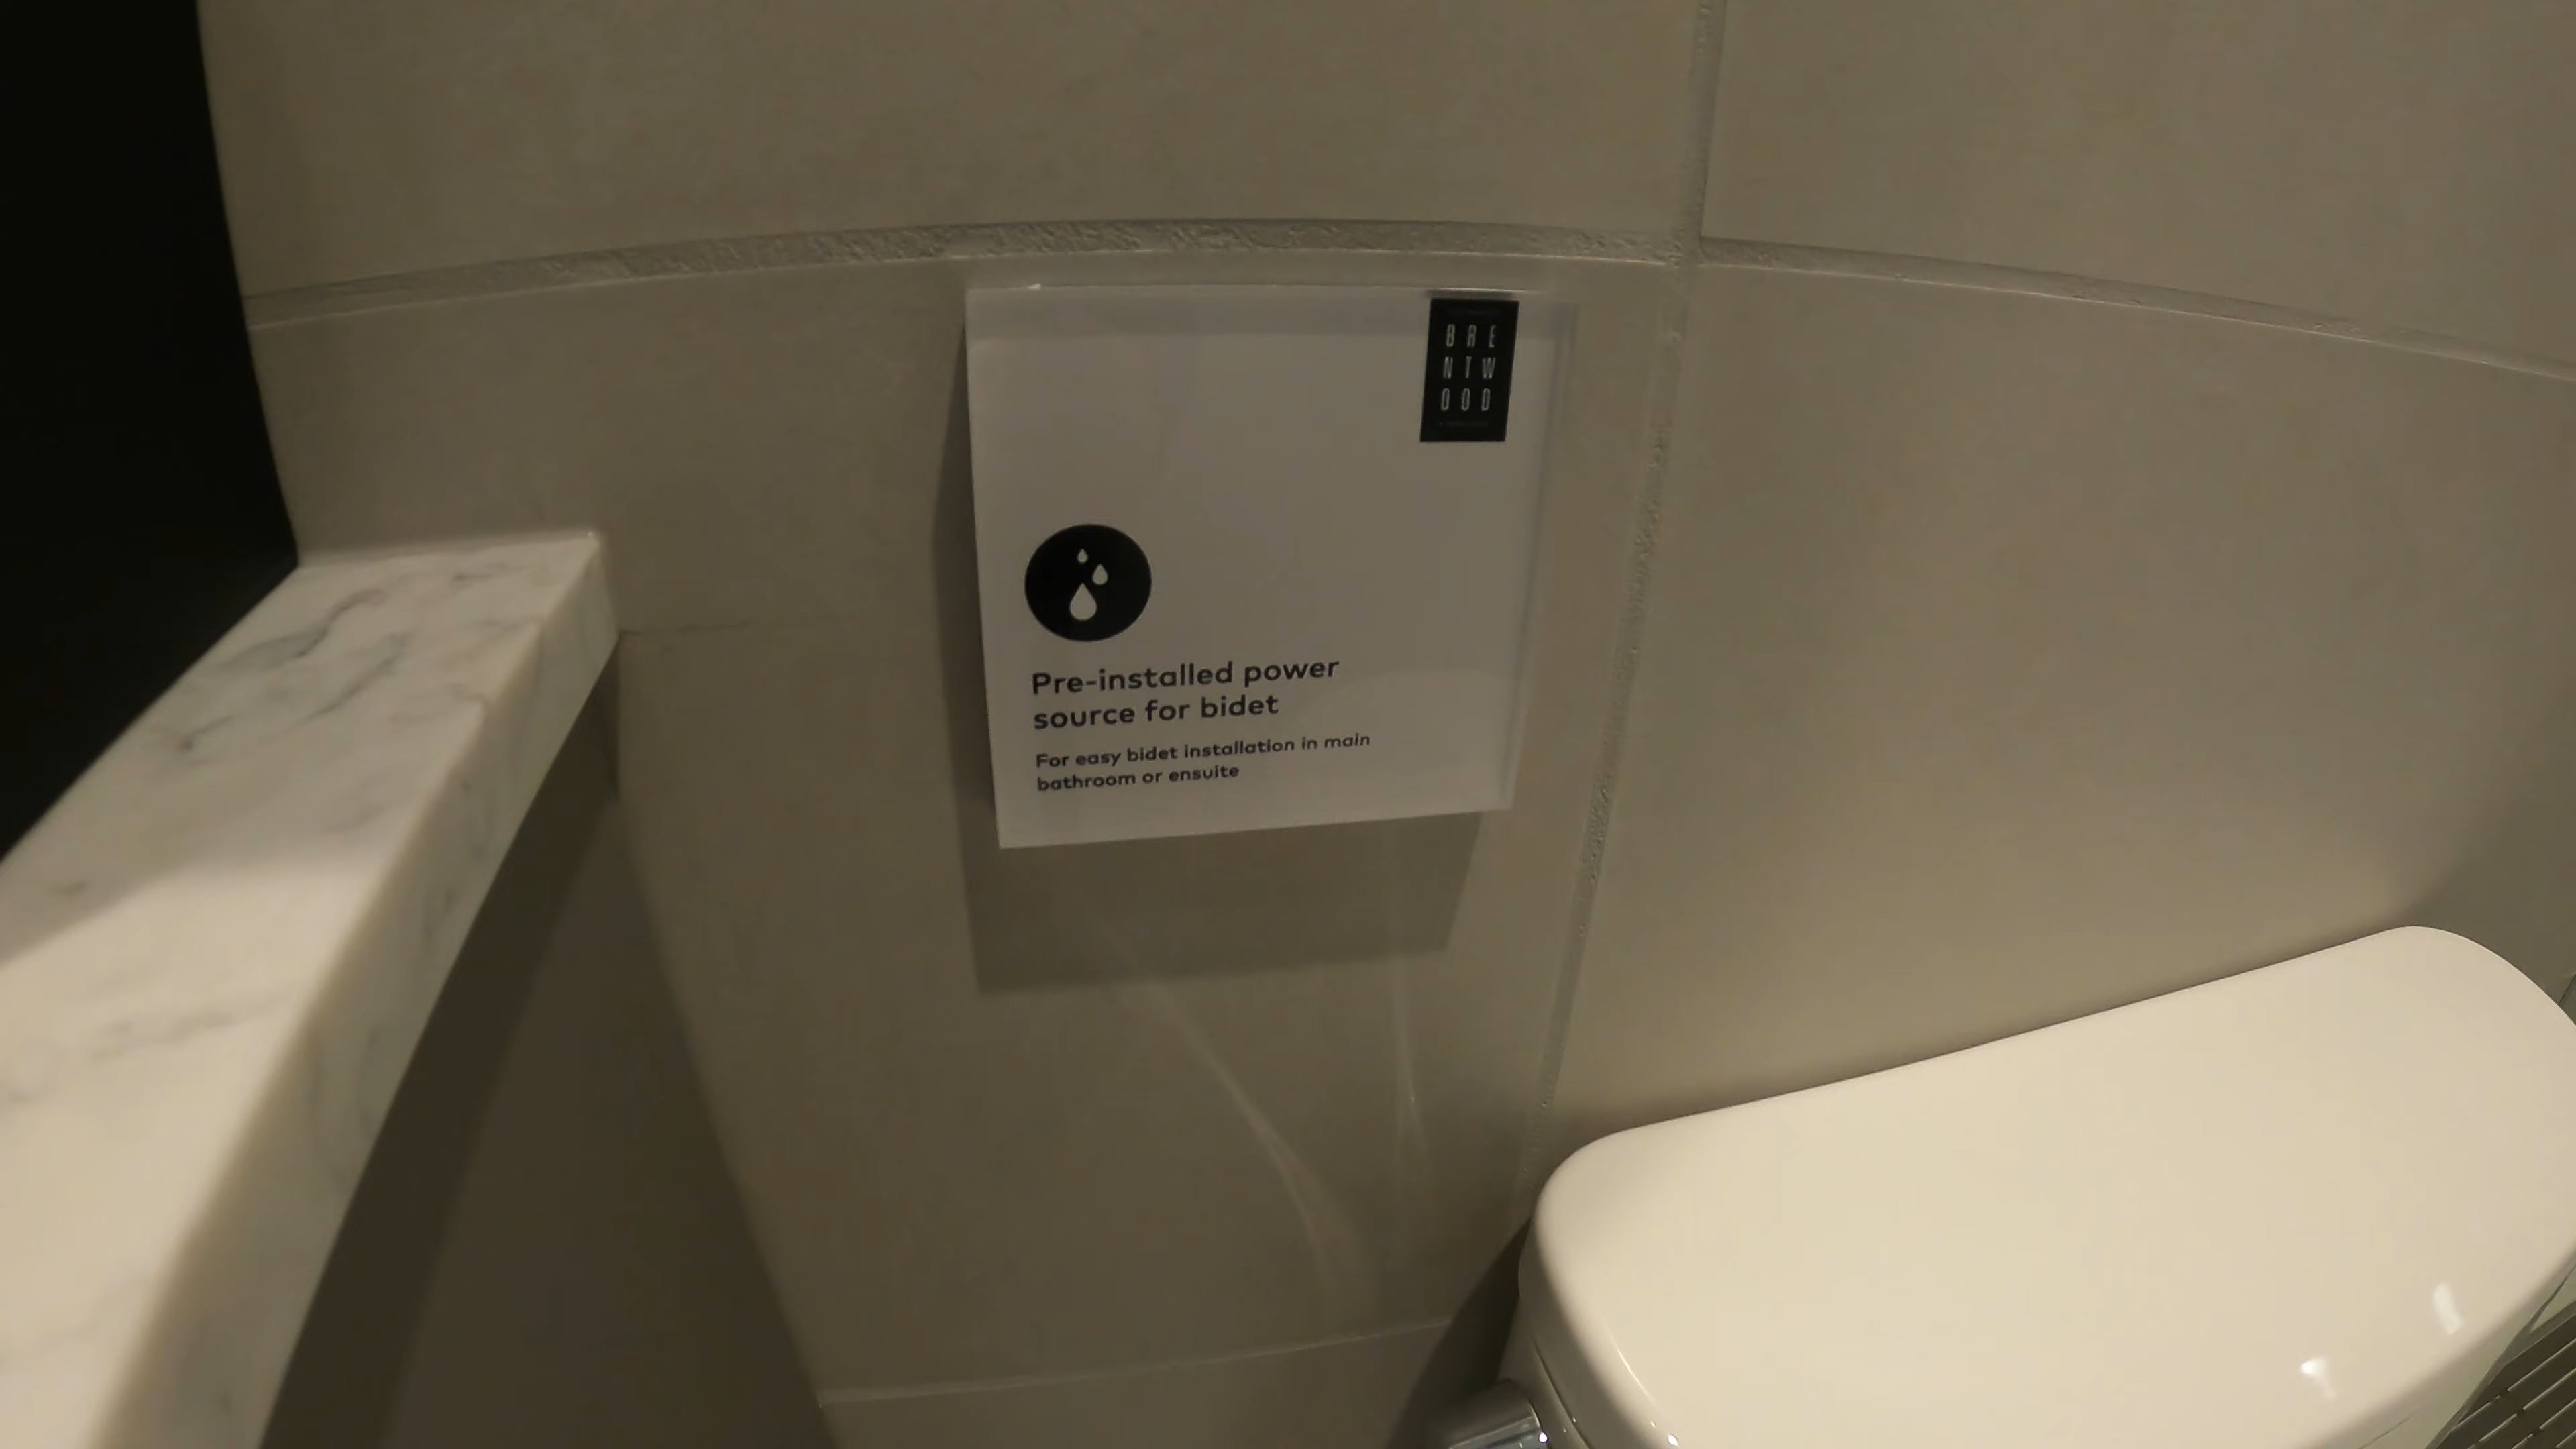 BRE
NTW
OOD
Pre-installed power
source for bidet
For easy bidet installation in main
bathroom or ensuite